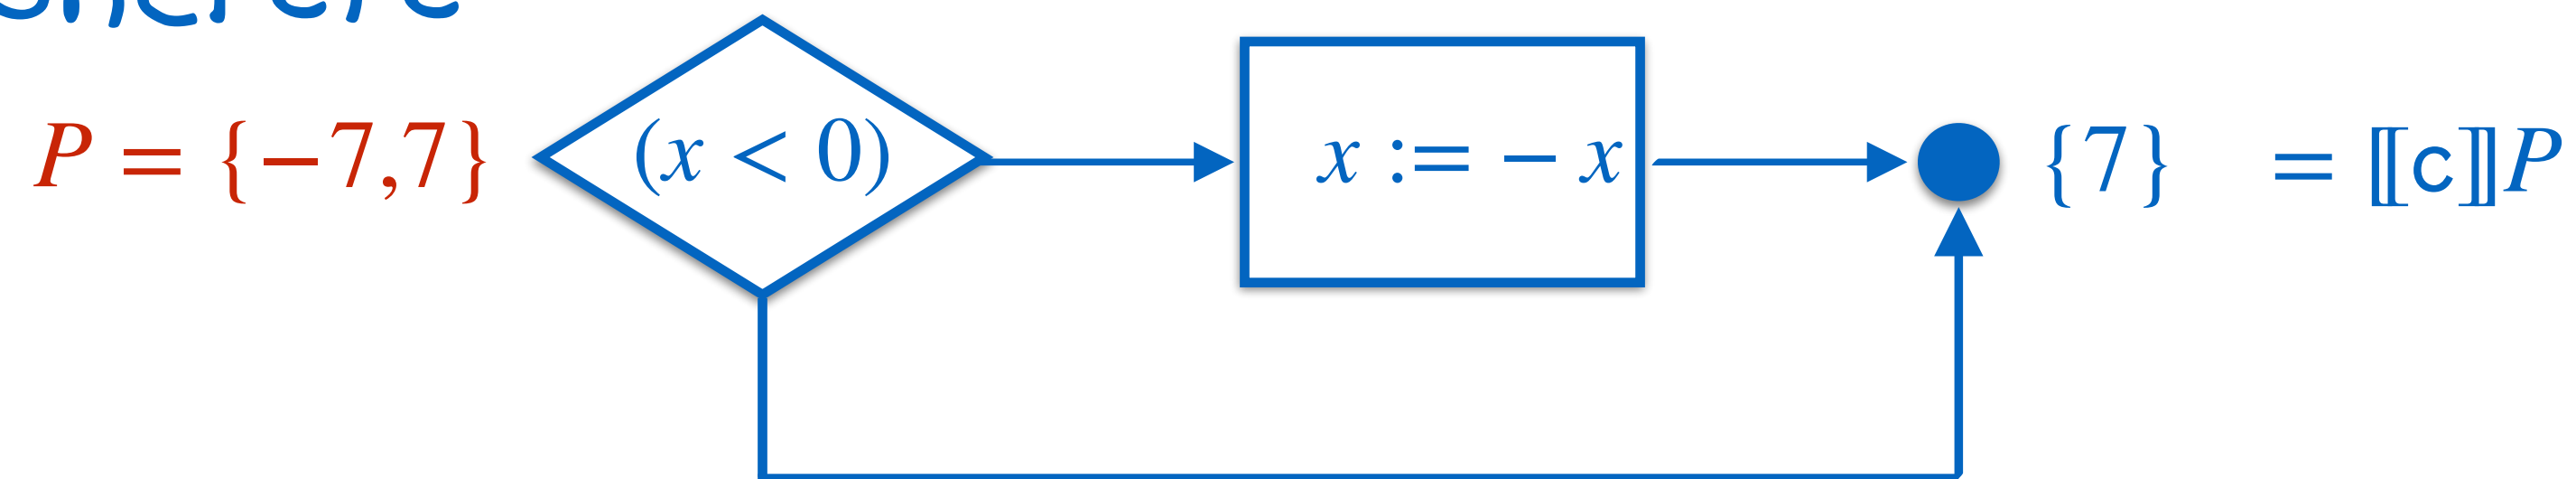 P = {−7,7} (x < 0) x := − x {7} = ⟦c⟧P